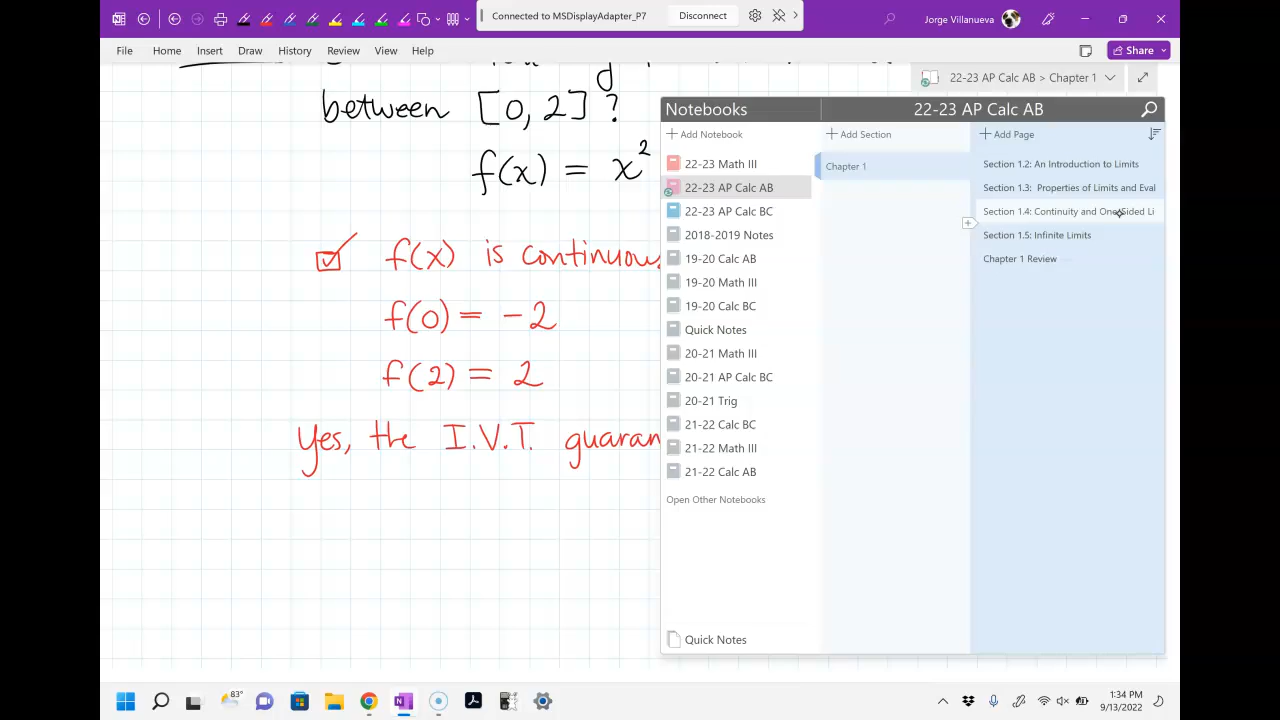 Connected to MSDisplayAdapter_P7
Disconnect
Jorge Villanueva
File Home Insert Draw History Review View Help
Share
22-23 AP Calc AB > Chapter 1
between [0, 2] ?
f(x) = x²
f(x) is continuous
f(0) = -2
f(2) = 2
Yes, the I.V.T. guaran
Notebooks
22-23 AP Calc AB
+ Add Notebook
22-23 Math III
22-23 AP Calc AB
22-23 AP Calc BC
2018-2019 Notes
19-20 Calc AB
19-20 Math III
19-20 Calc BC
Quick Notes
20-21 Math III
20-21 AP Calc BC
20-21 Trig
21-22 Calc BC
21-22 Math III
21-22 Calc AB
Open Other Notebooks
Quick Notes
+ Add Section
Chapter 1
+ Add Page
Section 1.2: An Introduction to Limits
Section 1.3: Properties of Limits and Eval
Section 1.4: Continuity and One-Sided Li
Section 1.5: Infinite Limits
Chapter 1 Review
83°
1:34 PM
9/13/2022